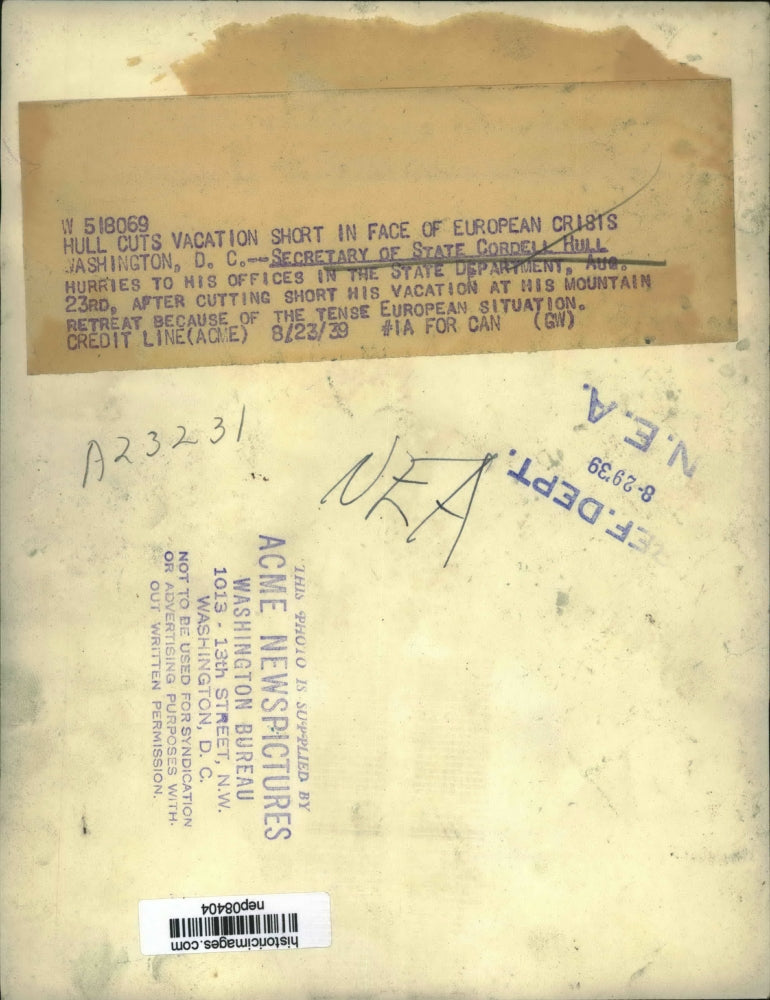 W 518069
HULL CUTS VACATION SHORT IN FACE OF EUROPEAN CRISIS
WASHINGTON, D. C.--SECRETARY OF STATE CORDELL HULL
HURRIES TO HIS OFFICES IN THE STATE DEPARTMENT, AUG.
23RD, AFTER CUTTING SHORT HIS VACATION AT HIS MOUNTAIN
RETREAT BECAUSE OF THE TENSE EUROPEAN SITUATION.
CREDIT LINE(ACME) 8/23/39 #1A FOR CAN (GW)
A23231
NEA
REF. DEPT.
8-29'39
N.E.A.
THIS PHOTO IS SUPPLIED BY
ACME NEWSPICTURES
WASHINGTON BUREAU
1013 - 13th STREET, N.W.
WASHINGTON, D. C.
NOT TO BE USED FOR SYNDICATION
OR ADVERTISING PURPOSES WITH-
OUT WRITTEN PERMISSION.
historicimages.com
nep08404